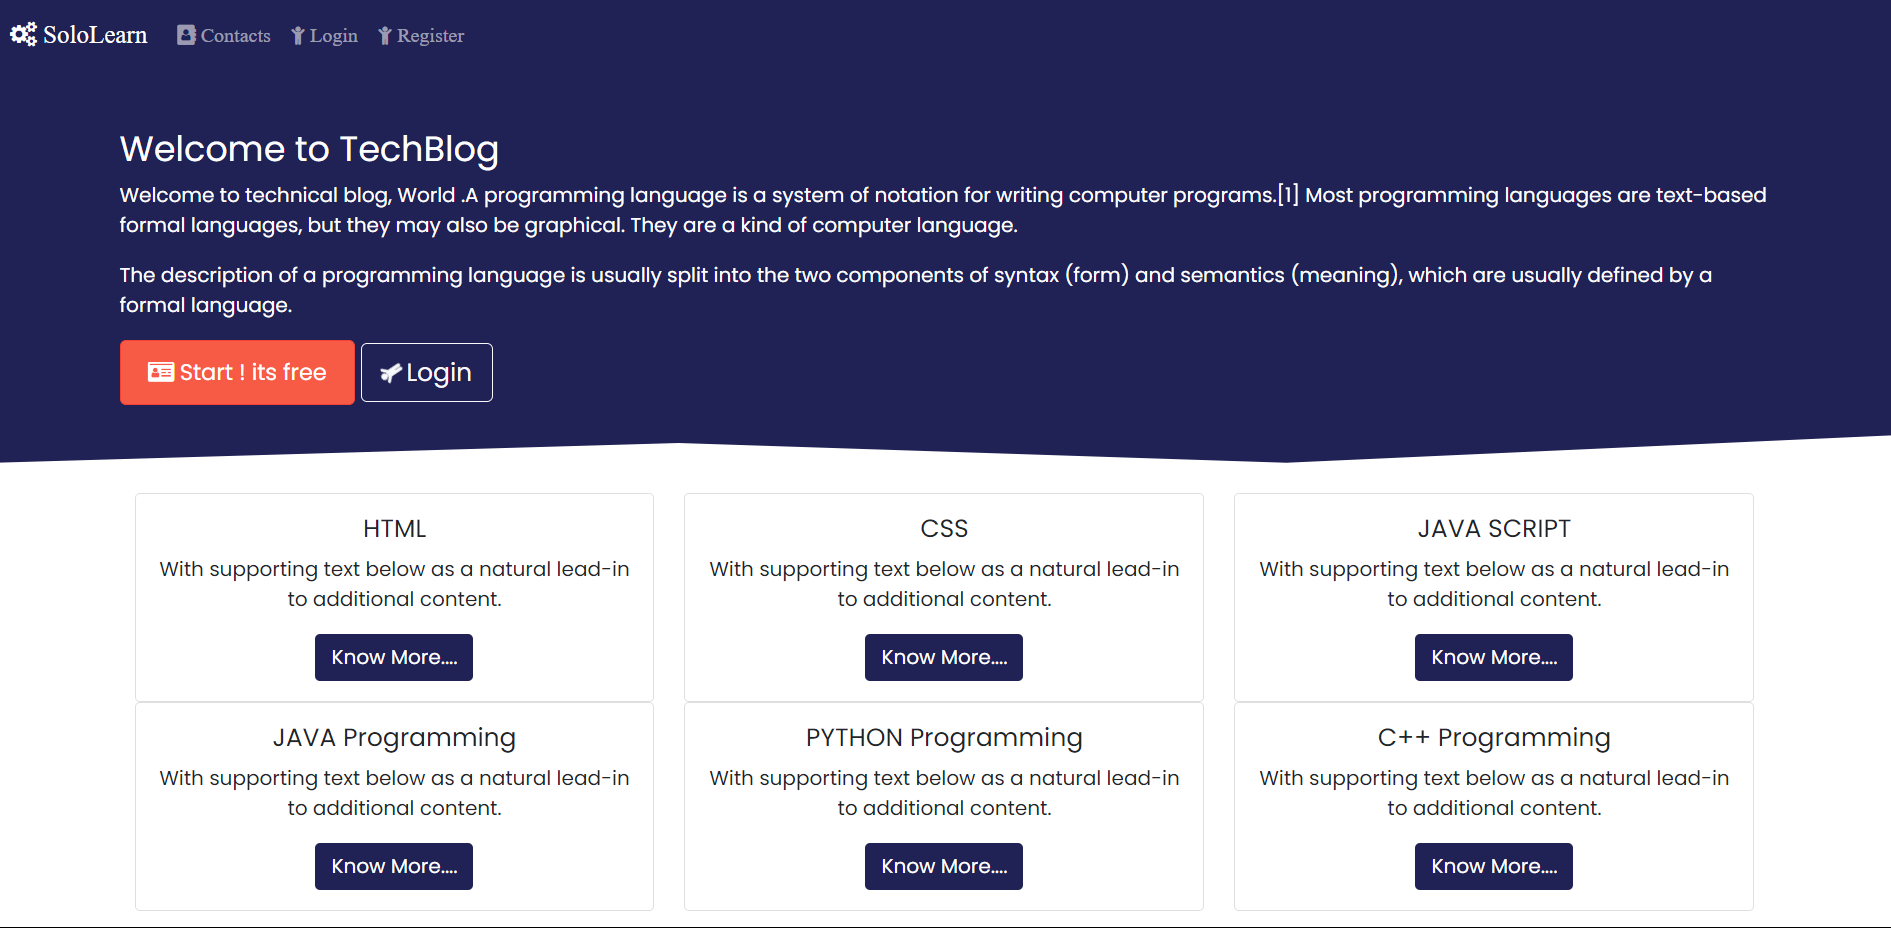 SoloLearn Contacts Login Register
Welcome to TechBlog
Welcome to technical blog, World .A programming language is a system of notation for writing computer programs.[1] Most programming languages are text-based
formal languages, but they may also be graphical. They are a kind of computer language.
The description of a programming language is usually split into the two components of syntax (form) and semantics (meaning), which are usually defined by a
formal language.
Start ! its free Login
HTML
With supporting text below as a natural lead-in
to additional content.
Know More....
CSS
With supporting text below as a natural lead-in
to additional content.
Know More....
JAVA SCRIPT
With supporting text below as a natural lead-in
to additional content.
Know More....
JAVA Programming
With supporting text below as a natural lead-in
to additional content.
Know More....
PYTHON Programming
With supporting text below as a natural lead-in
to additional content.
Know More....
C++ Programming
With supporting text below as a natural lead-in
to additional content.
Know More....